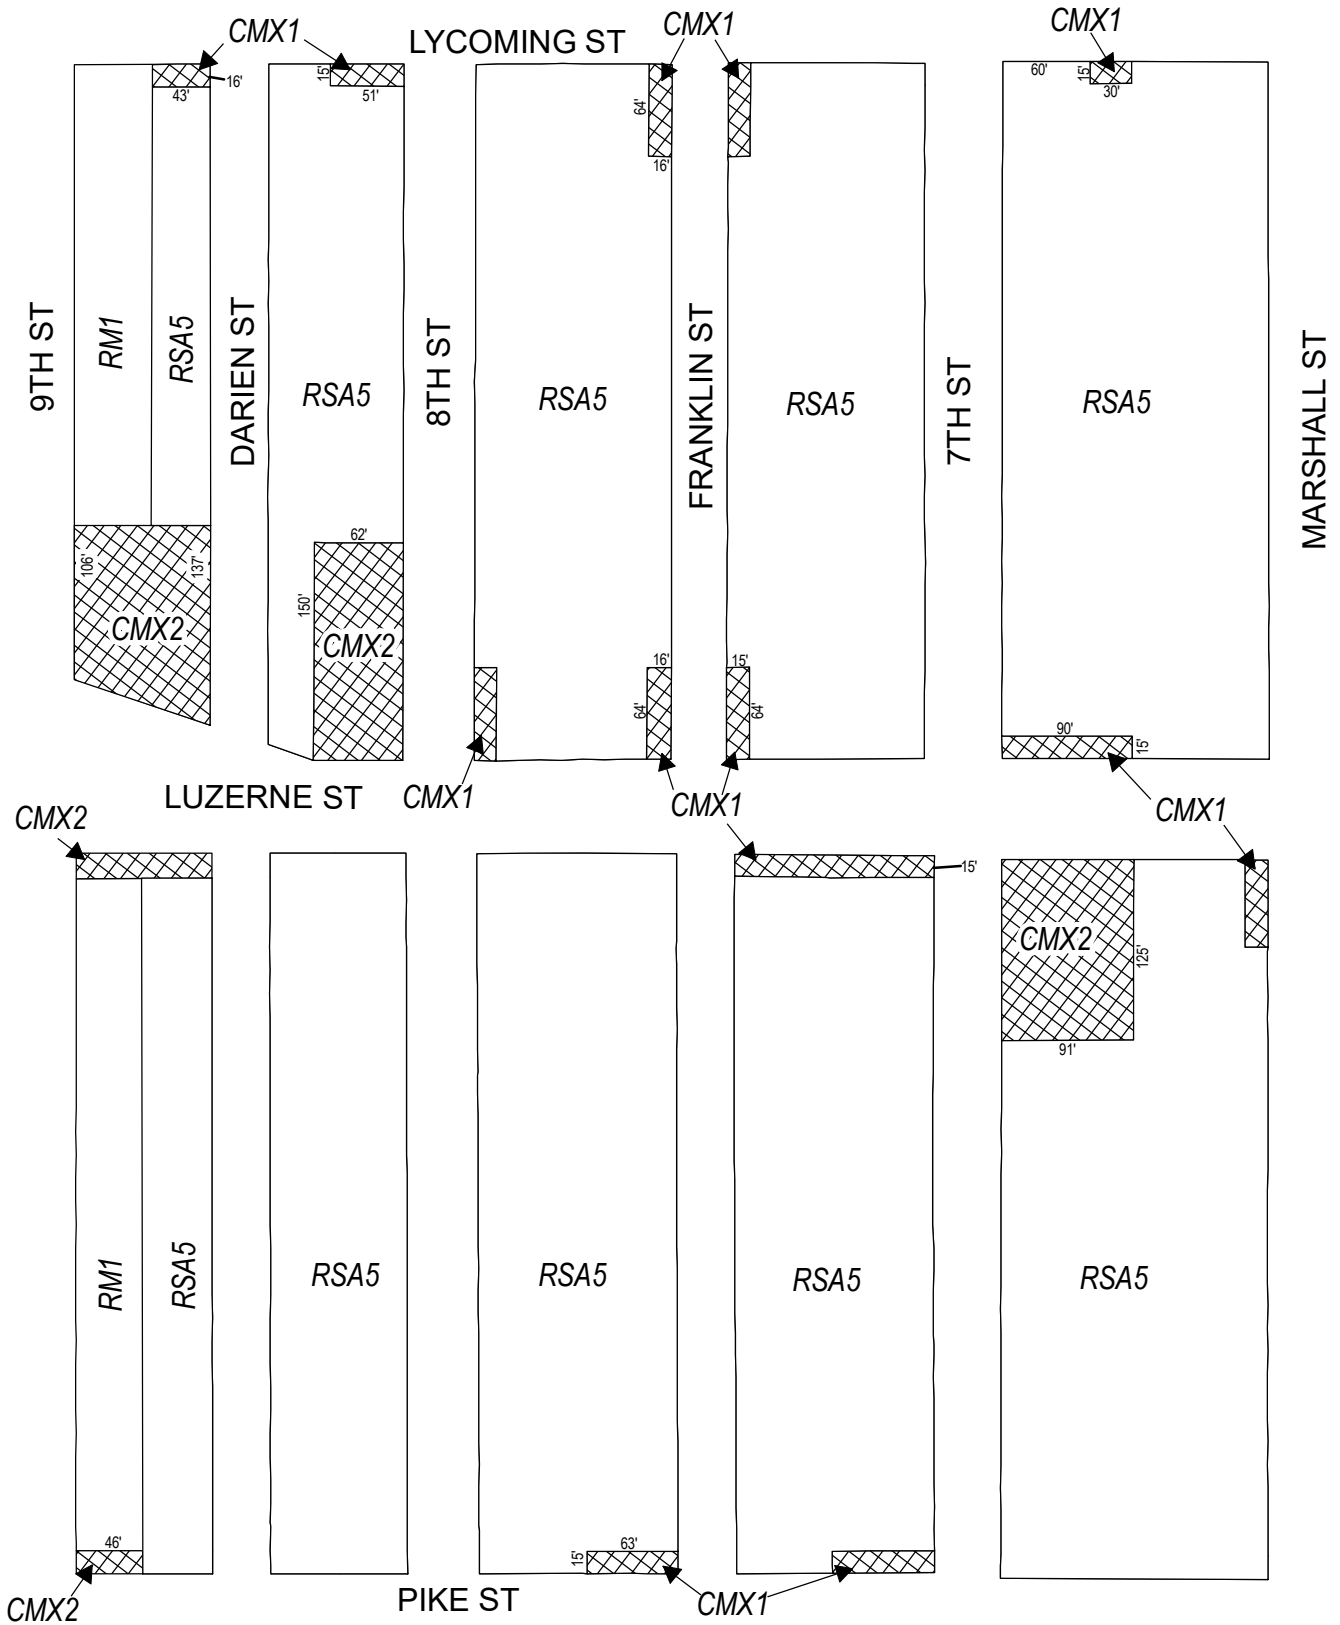 CMX1
LYCOMING ST
CMX1
CMX1
16'
43'
15'
51'
64'
16'
60'
15'
30'
9TH ST
RM1
RSA5
DARIEN ST
RSA5
8TH ST
RSA5
FRANKLIN ST
RSA5
7TH ST
RSA5
MARSHALL ST
106'
137'
CMX2
62'
150'
CMX2
16'
64'
15'
64'
90'
15'
LUZERNE ST
CMX1
CMX1
CMX1
CMX2
15'
CMX2
125'
91'
RM1
RSA5
RSA5
RSA5
RSA5
RSA5
46'
15'
63'
CMX2
PIKE ST
CMX1